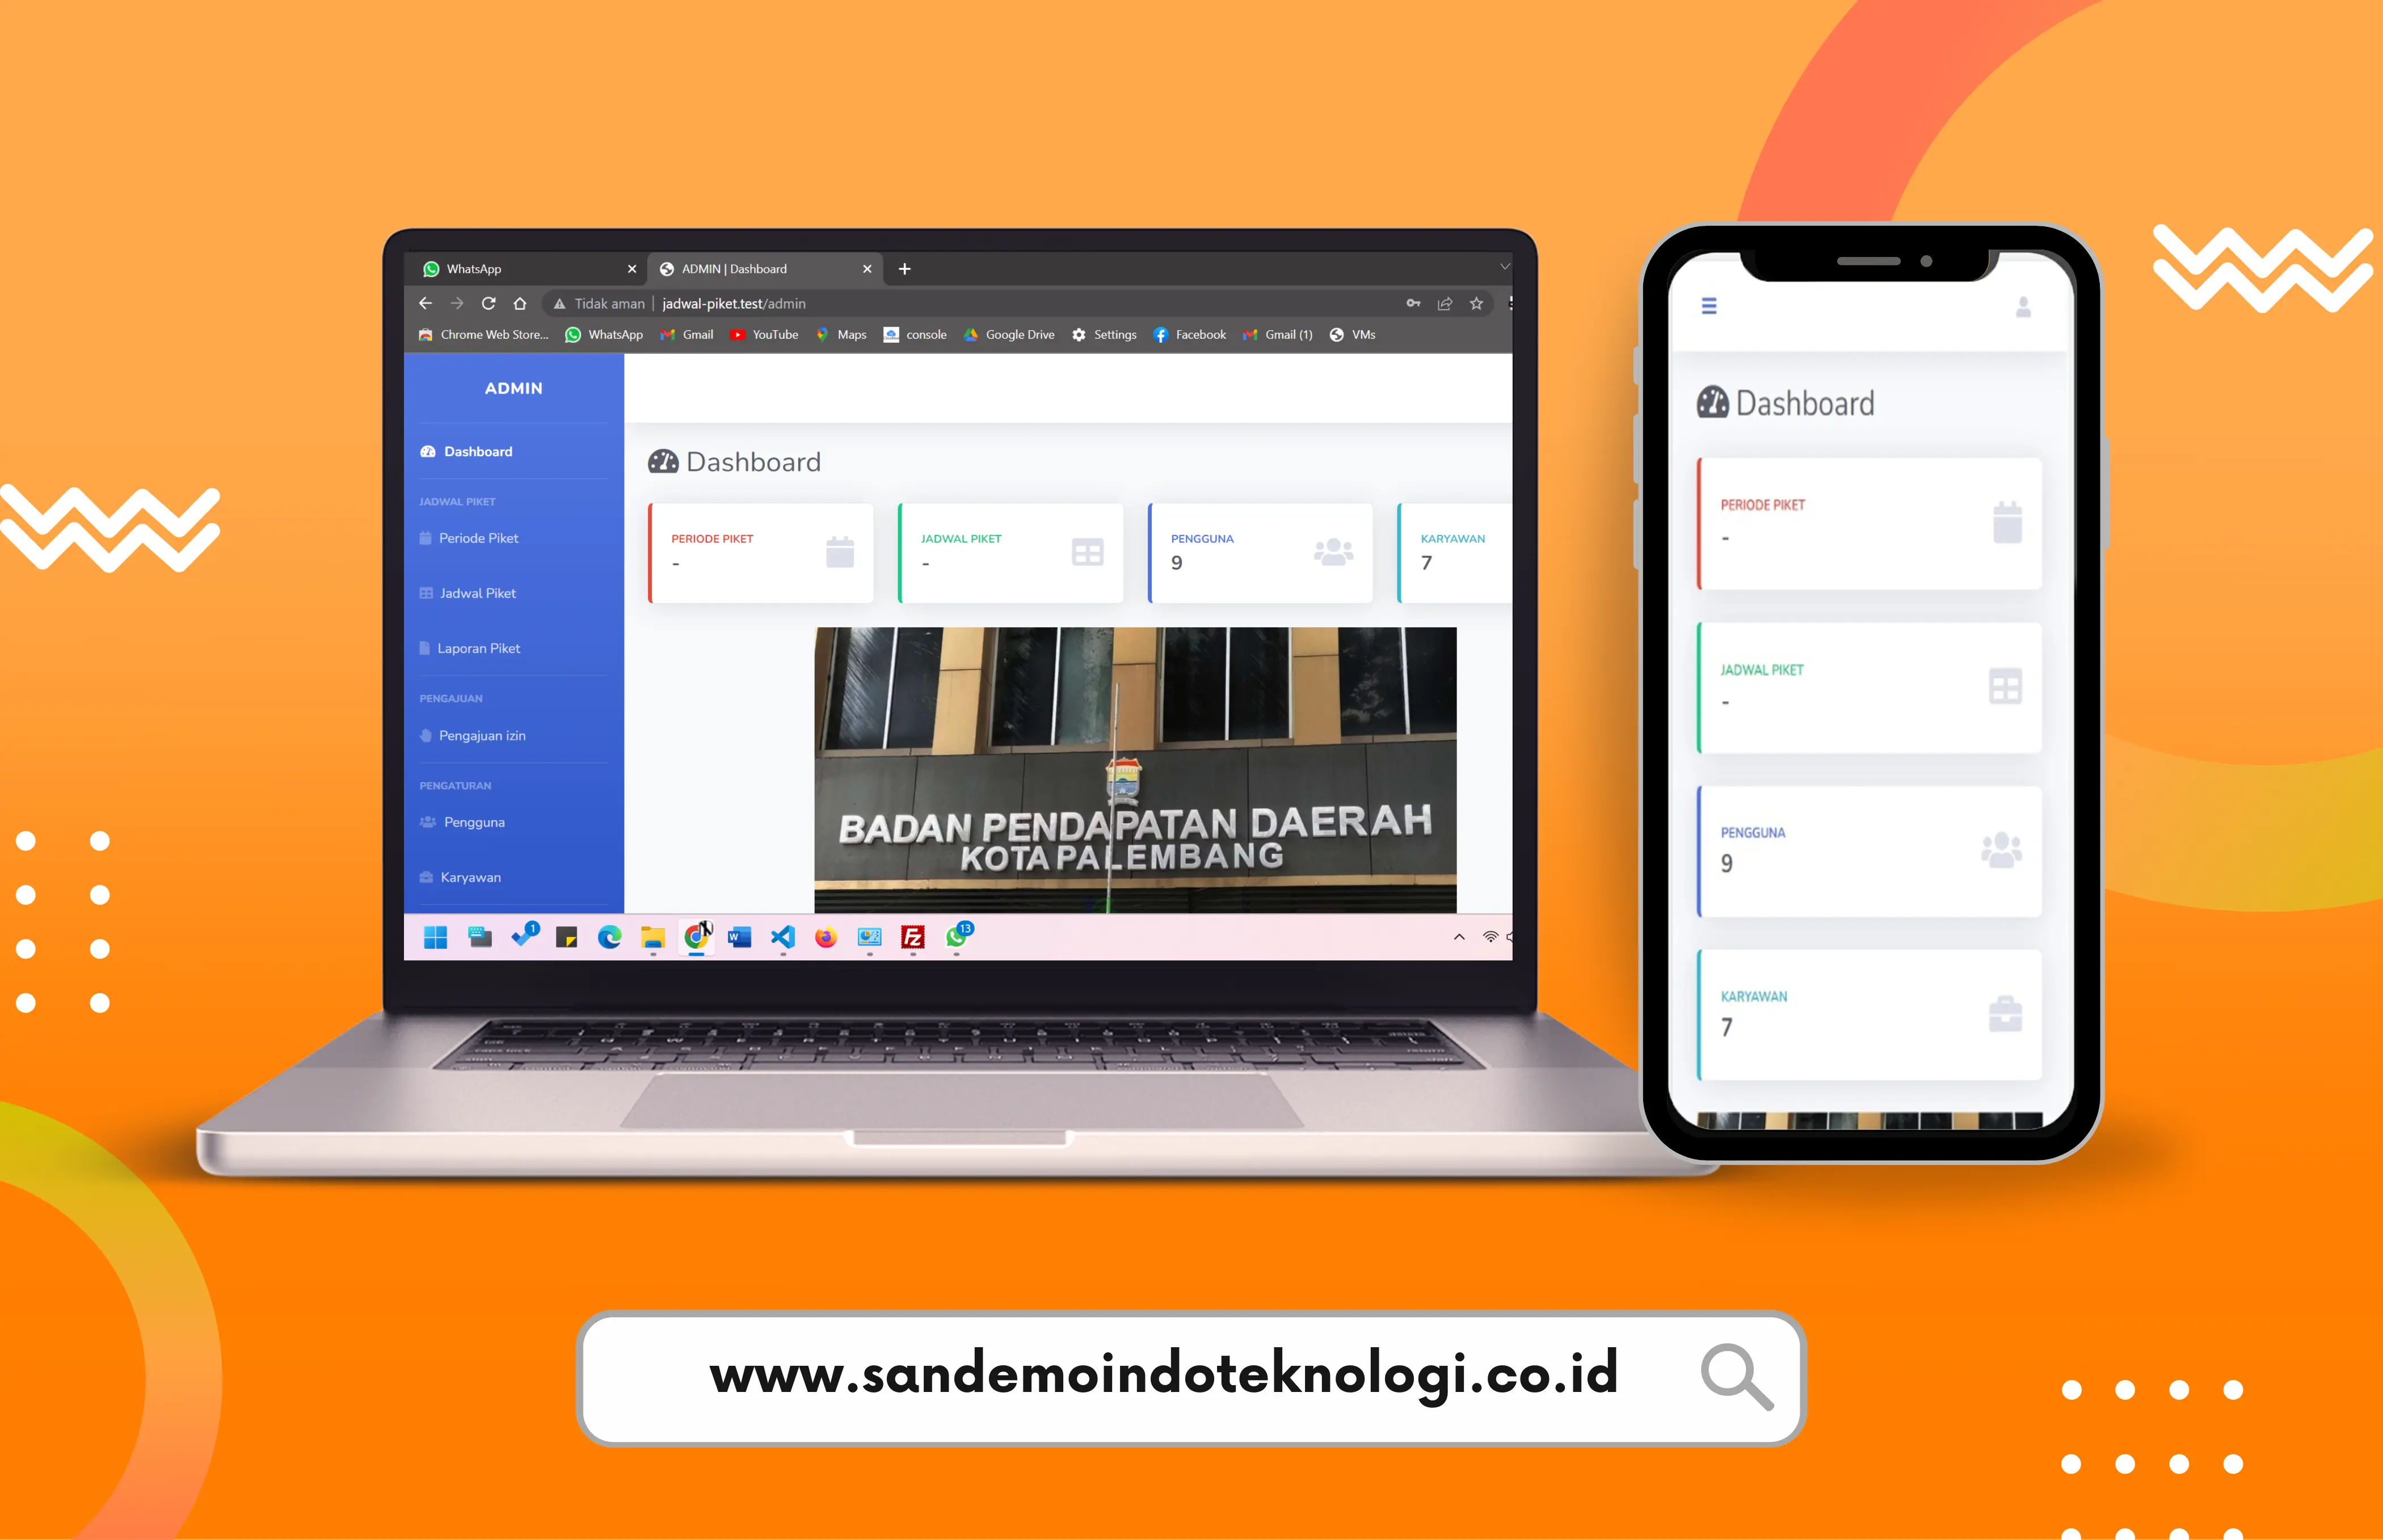 WhatsApp
ADMIN | Dashboard
Tidak aman | jadwal-piket.test/admin
Chrome Web Store... WhatsApp Gmail YouTube Maps console Google Drive Settings Facebook Gmail (1) VMs
ADMIN
Dashboard
JADWAL PIKET
Periode Piket
Jadwal Piket
Laporan Piket
PENGAJUAN
Pengajuan izin
PENGATURAN
Pengguna
Karyawan
Dashboard
PERIODE PIKET
-
JADWAL PIKET
-
PENGGUNA
9
KARYAWAN
7
BADAN PENDAPATAN DAERAH
KOTA PALEMBANG
1
W
FZ
13
Dashboard
PERIODE PIKET
-
JADWAL PIKET
-
PENGGUNA
9
KARYAWAN
7
www.sandemoindoteknologi.co.id